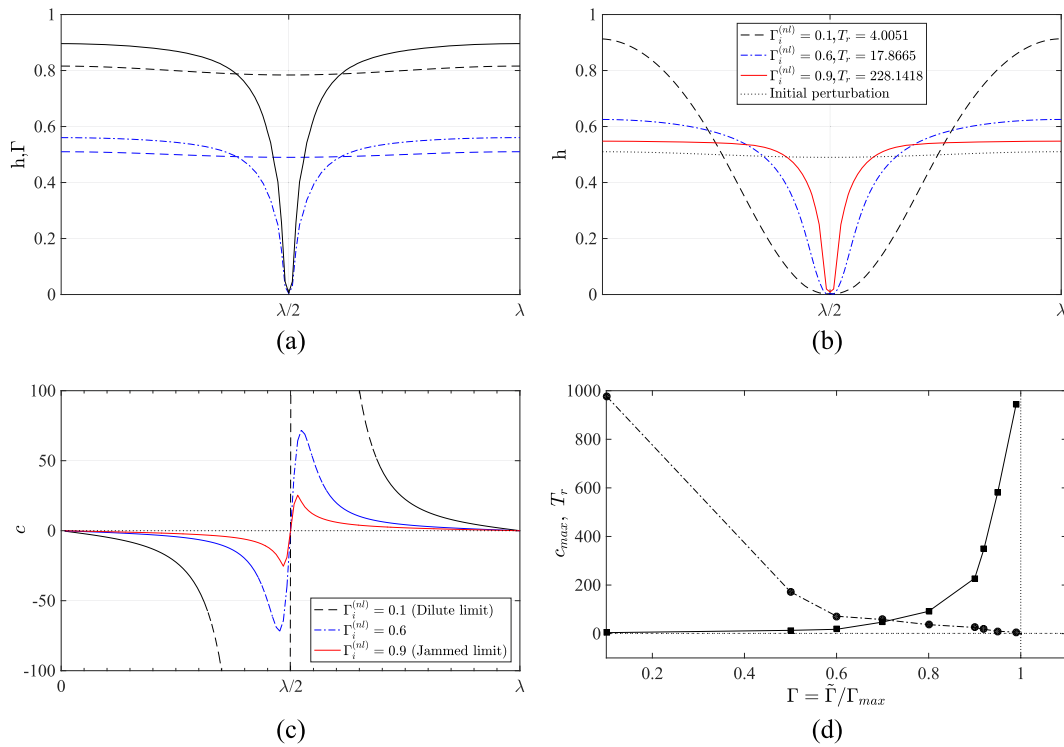 1
0.8
0.6
0.4
0.2
0
h,Γ
λ/2
λ
(a)
1
0.8
0.6
0.4
0.2
0
h
Γ_i^{(nl)} = 0.1, T_r = 4.0051
Γ_i^{(nl)} = 0.6, T_r = 17.8665
Γ_i^{(nl)} = 0.9, T_r = 228.1418
Initial perturbation
λ/2
λ
(b)
100
50
0
-50
-100
c
Γ_i^{(nl)} = 0.1 (Dilute limit)
Γ_i^{(nl)} = 0.6
Γ_i^{(nl)} = 0.9 (Jammed limit)
0
λ/2
λ
(c)
1000
800
600
400
200
0
c_{max}, T_r
0.2
0.4
0.6
0.8
1
Γ = Γ̃/Γ_{max}
(d)